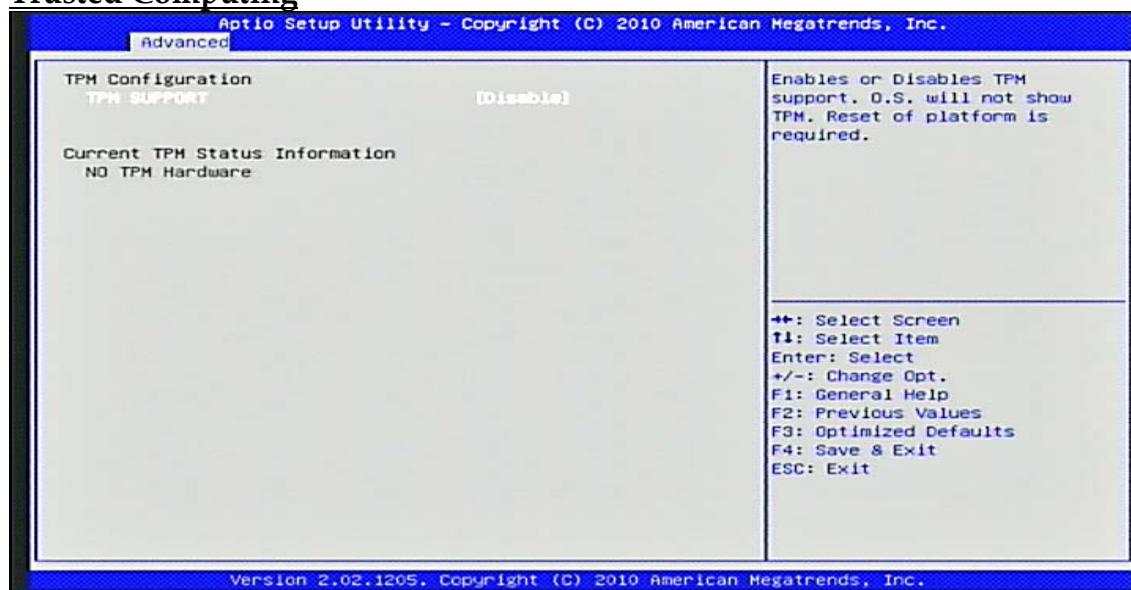 Trusted Computing
Aptio Setup Utility - Copyright (C) 2010 American Megatrends, Inc.
Advanced
TPM Configuration
TPM SUPPORT [Disable]
Current TPM Status Information
NO TPM Hardware
Enables or Disables TPM
support. O.S. will not show
TPM. Reset of platform is
required.
→←: Select Screen
↑↓: Select Item
Enter: Select
+/-: Change Opt.
F1: General Help
F2: Previous Values
F3: Optimized Defaults
F4: Save & Exit
ESC: Exit
Version 2.02.1205. Copyright (C) 2010 American Megatrends, Inc.